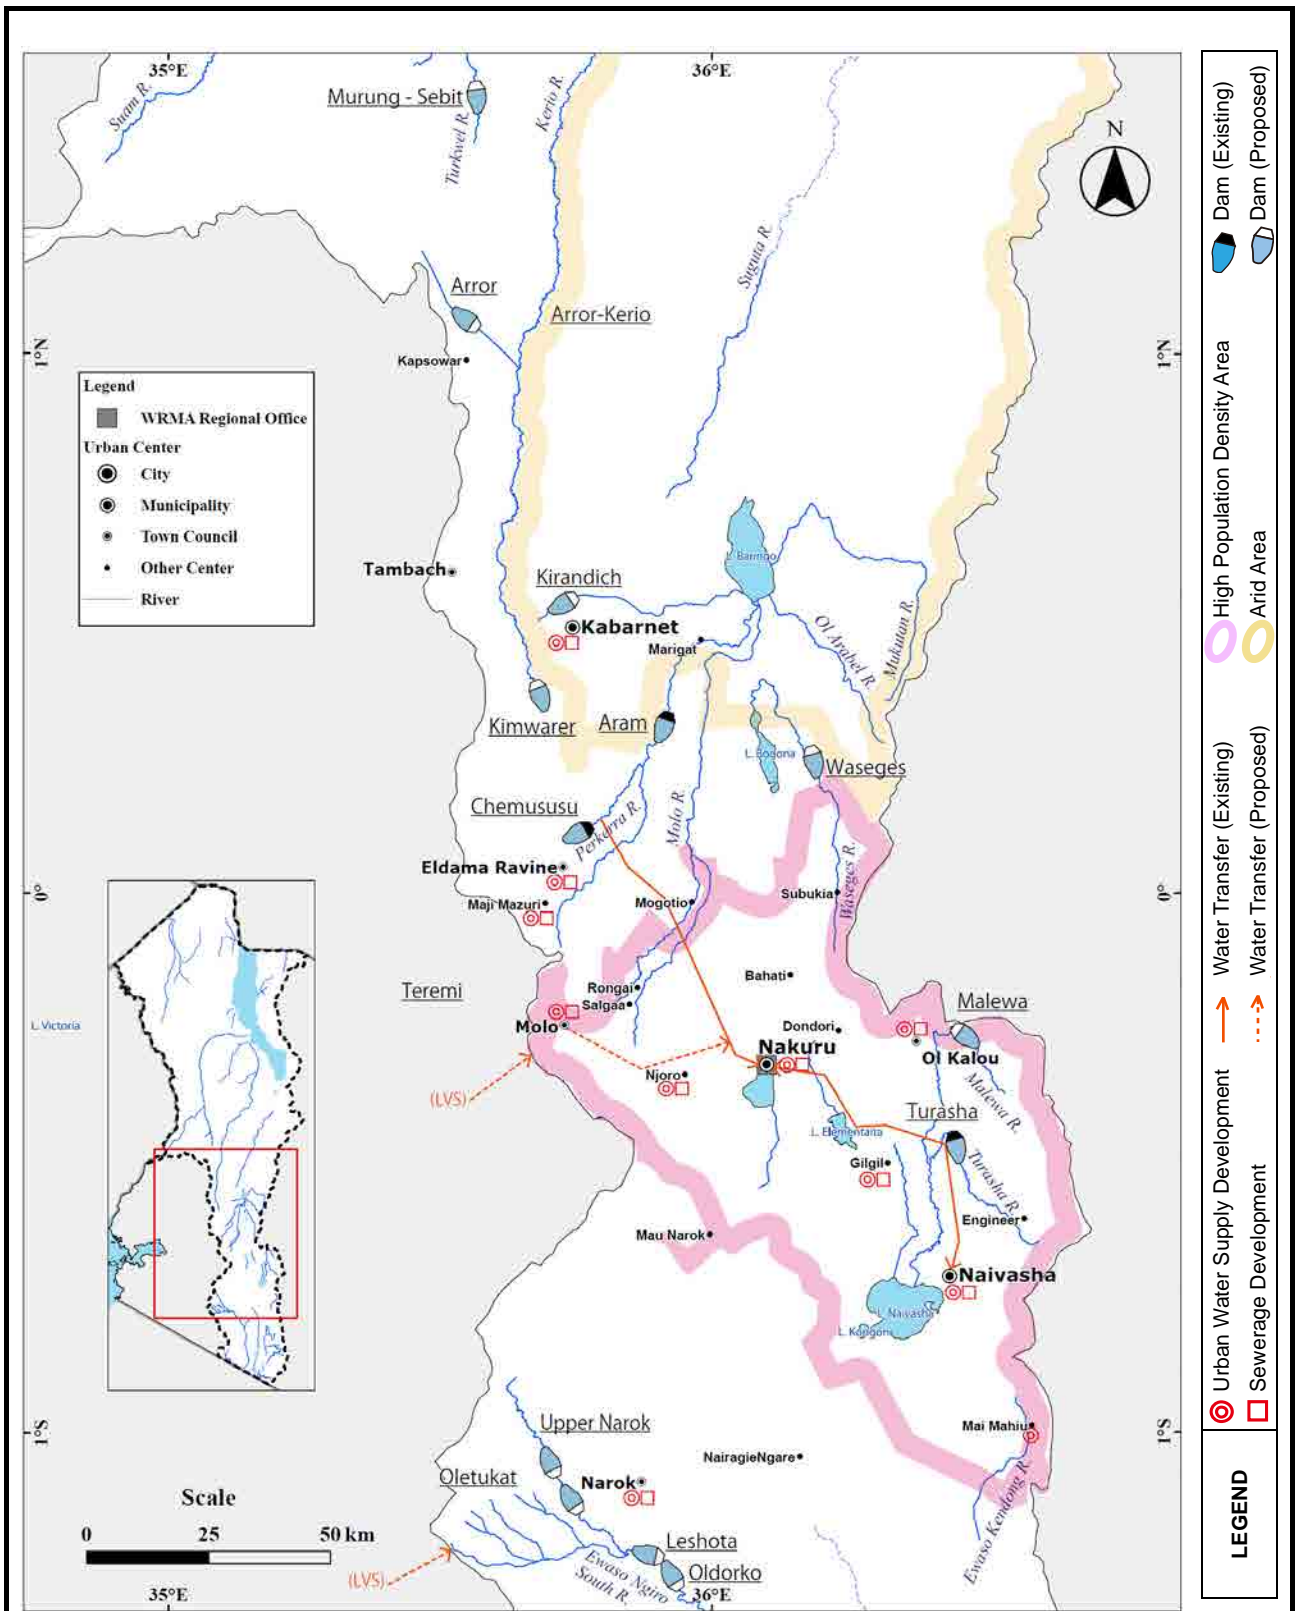 35°E
36°E
Suam R.
Murung - Sebit
Turkwel R.
Kerio R.
N
Suguta R.
Arror
Arror-Kerio
1°N
1°N
Kapsowar
Legend
WRMA Regional Office
Urban Center
City
Municipality
Town Council
Other Center
River
L. Baringo
Tambach
Kirandich
Kabarnet
Marigat
Ol Arabel R.
Mukutan R.
Kimwarer
Aram
L. Bogoria
Waseges
Chemususu
Perkerra R.
Molo R.
Eldama Ravine
Waseges R.
0°
0°
Maji Mazuri
Mogotio
Subukia
Bahati
Teremi
Rongai
Salgaa
Malewa
L. Victoria
Molo
Dondori
Nakuru
Ol Kalou
Njoro
(LVS)
Malewa R.
Turasha
L. Elementaita
Gilgil
Turasha R.
Engineer
Mau Narok
Naivasha
L. Naivasha
L. Kongoni
Upper Narok
Mai Mahiu
1°S
1°S
NairagieNgare
Oletukat
Narok
Scale
0
25
50 km
Leshota
Oldorko
Ewaso Ngiro
South R.
Ewaso Kendong R.
(LVS)
35°E
36°E
LEGEND
Urban Water Supply Development
Sewerage Development
Water Transfer (Existing)
Water Transfer (Proposed)
High Population Density Area
Arid Area
Dam (Existing)
Dam (Proposed)